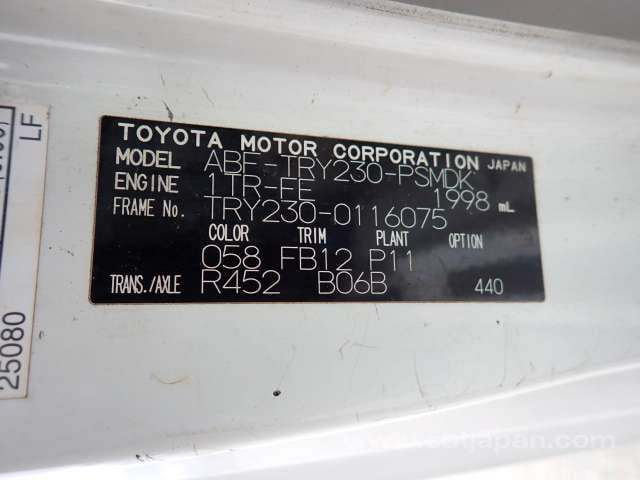 TOYOTA MOTOR CORPORATION JAPAN
MODEL ABF-TRY230-PSMDK
ENGINE 1TR-FE 1998 mL
FRAME No. TRY230-0116075
COLOR TRIM PLANT OPTION
058 FB12 P11
TRANS./AXLE R452 B06B 440
LF
25080